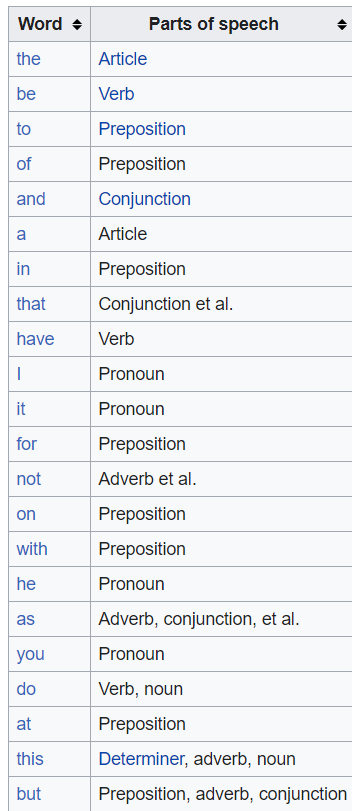 Word Parts of speech
the Article
be Verb
to Preposition
of Preposition
and Conjunction
a Article
in Preposition
that Conjunction et al.
have Verb
I Pronoun
it Pronoun
for Preposition
not Adverb et al.
on Preposition
with Preposition
he Pronoun
as Adverb, conjunction, et al.
you Pronoun
do Verb, noun
at Preposition
this Determiner, adverb, noun
but Preposition, adverb, conjunction